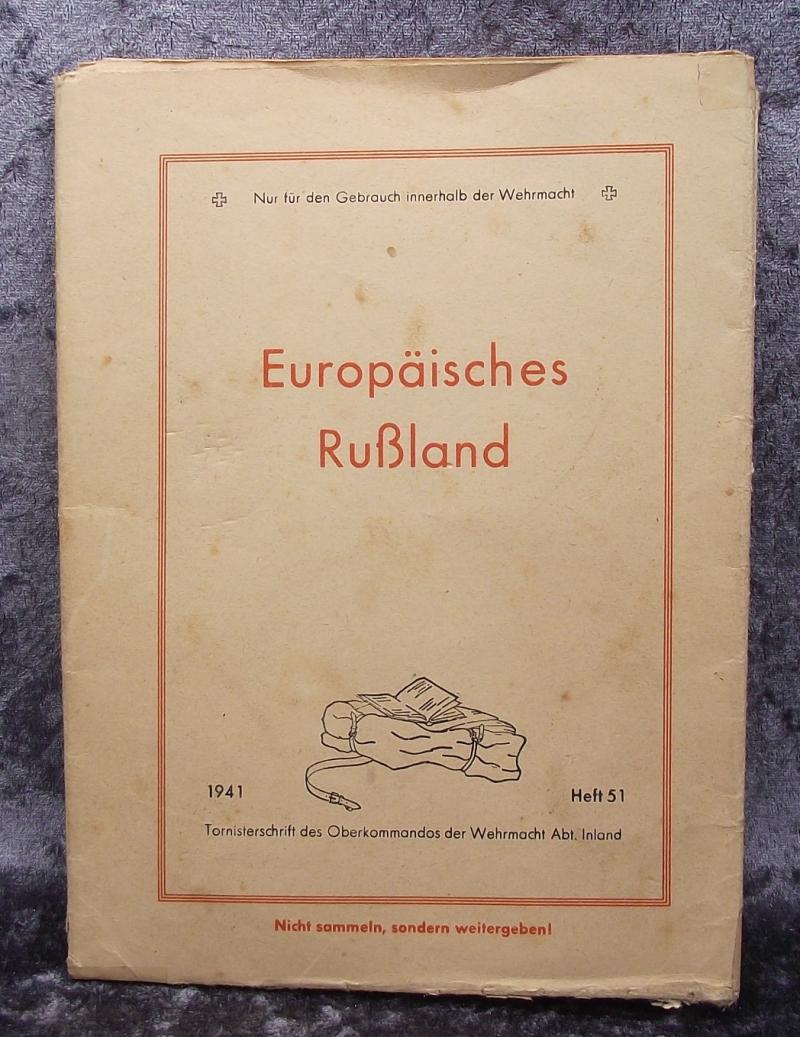 Nur für den Gebrauch innerhalb der Wehrmacht
Europäisches
Rußland
1941
Heft 51
Tornisterschrift des Oberkommandos der Wehrmacht Abt. Inland
Nicht sammeln, sondern weitergeben!